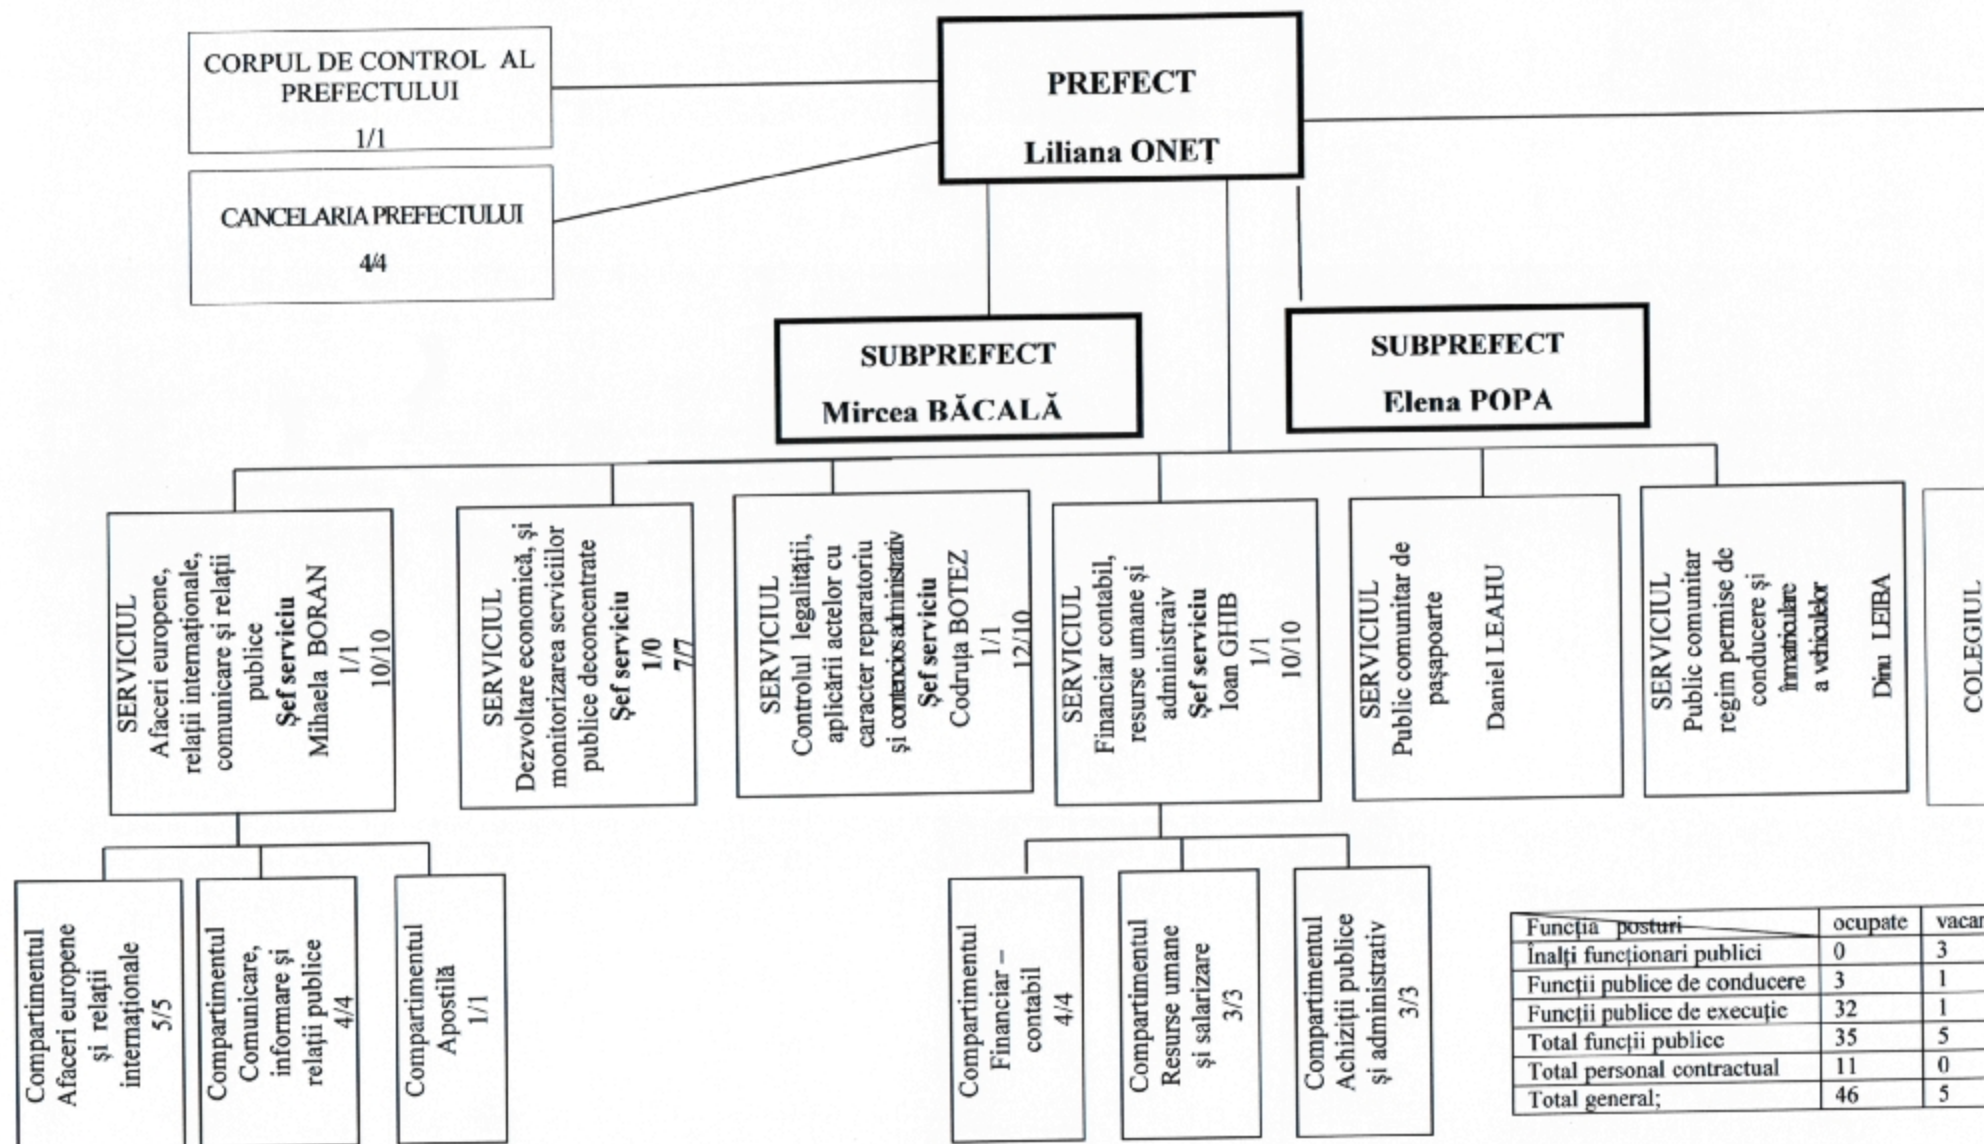 CORPUL DE CONTROL AL
PREFECTULUI
1/1
CANCELARIA PREFECTULUI
4/4
PREFECT
Liliana ONEȚ
SUBPREFECT
Mircea BĂCALĂ
SUBPREFECT
Elena POPA
SERVICIUL
Afaceri europene,
relații internaționale,
comunicare și relații
publice
Șef serviciu
Mihaela BORAN
1/1
10/10
SERVICIUL
Dezvoltare economică, și
monitorizarea serviciilor
publice deconcentrate
Șef serviciu
1/0
7/7
SERVICIUL
Controlul legalității,
aplicării actelor cu
caracter reparatoriu
și contencios administrativ
Șef serviciu
Codruța BOTEZ
1/1
12/10
SERVICIUL
Financiar contabil,
resurse umane și
administraiv
Șef serviciu
Ioan GHIB
1/1
10/10
SERVICIUL
Public comunitar de
pașapoarte
Daniel LEAHU
SERVICIUL
Public comunitar
regim permise de
conducere și
înmatriculare
a vehiculelor
Dinu LEIBA
COLEGIUL
Compartimentul
Afaceri europene
și relații
internaționale
5/5
Compartimentul
Comunicare,
informare și
relații publice
4/4
Compartimentul
Apostilă
1/1
Compartimentul
Financiar –
contabil
4/4
Compartimentul
Resurse umane
și salarizare
3/3
Compartimentul
Achiziții publice
și administrativ
3/3
Funcția posturi ocupate vacan
Înalți funcționari publici 0 3
Funcții publice de conducere 3 1
Funcții publice de execuție 32 1
Total funcții publice 35 5
Total personal contractual 11 0
Total general; 46 5